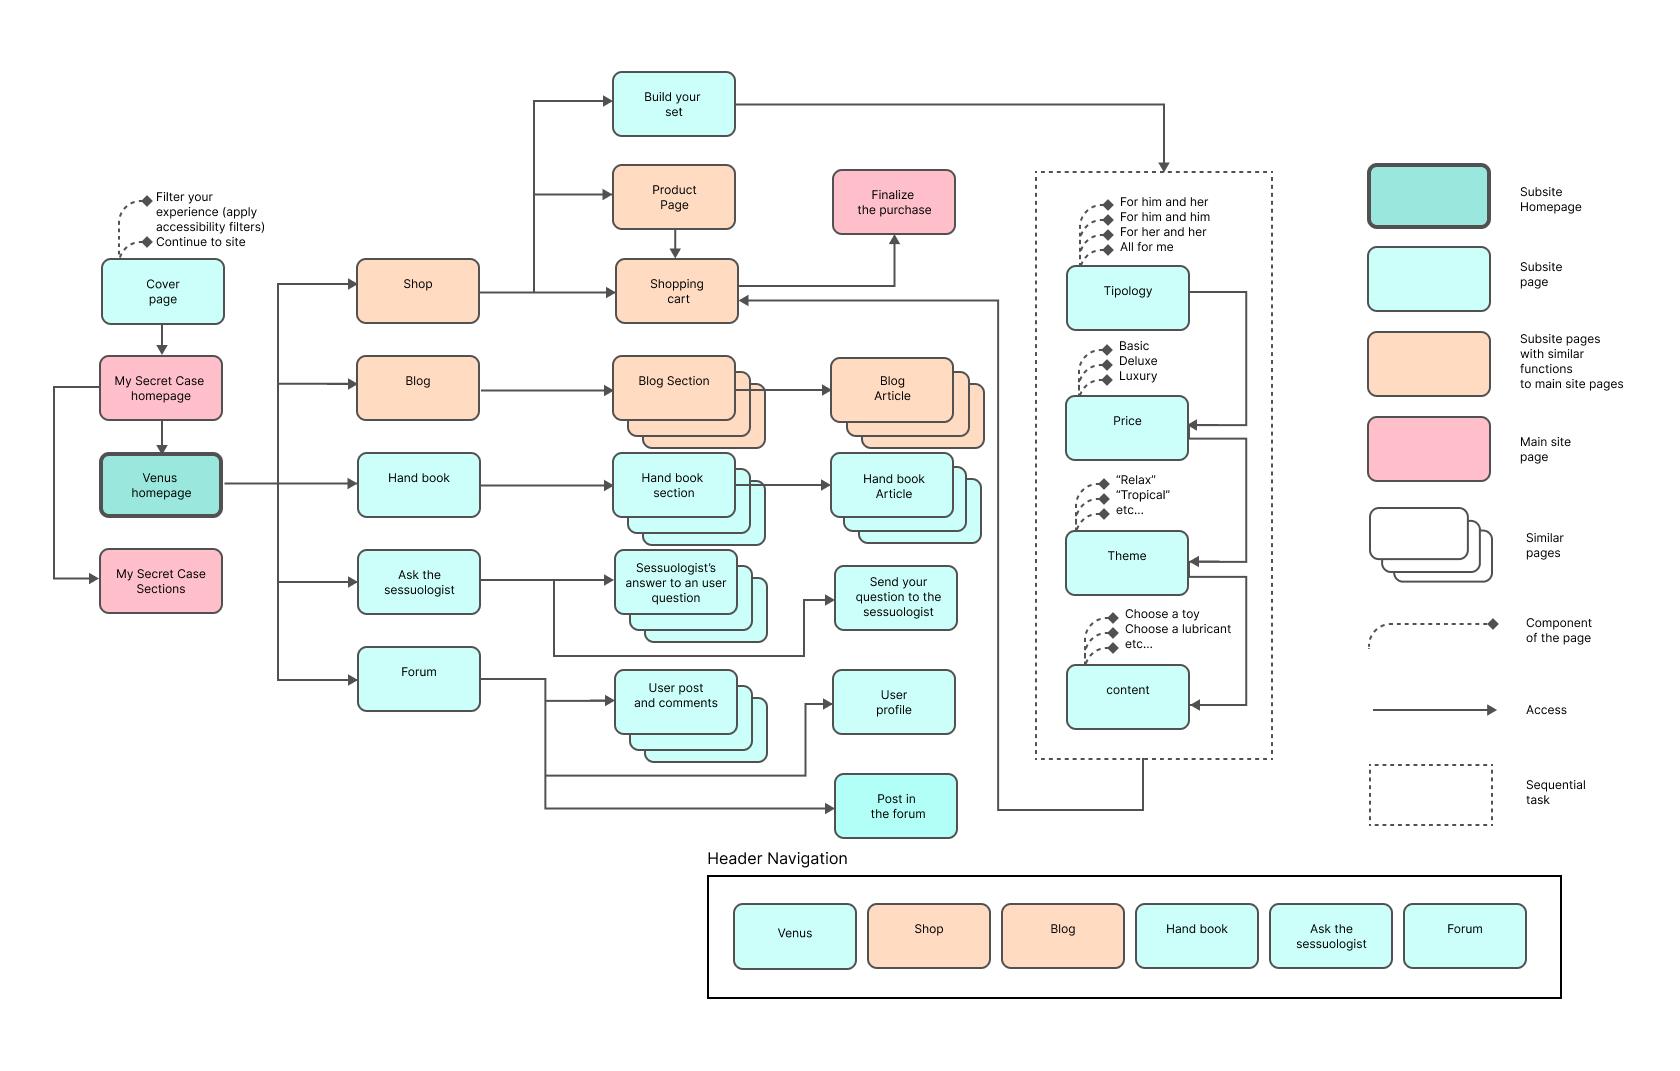 Build your
set
Product
Page
Finalize
the purchase
Filter your
experience (apply
accessibility filters)
Continue to site
Cover
page
Shop
Shopping
cart
My Secret Case
homepage
Blog
Blog Section
Blog
Article
Venus
homepage
Hand book
Hand book
section
Hand book
Article
My Secret Case
Sections
Ask the
sessuologist
Sessuologist's
answer to an user
question
Send your
question to the
sessuologist
Forum
User post
and comments
User
profile
Post in
the forum
For him and her
For him and him
For her and her
All for me
Tipology
Basic
Deluxe
Luxury
Price
“Relax”
“Tropical”
etc...
Theme
Choose a toy
Choose a lubricant
etc...
content
Subsite
Homepage
Subsite
page
Subsite pages
with similar
functions
to main site pages
Main site
page
Similar
pages
Component
of the page
Access
Sequential
task
Header Navigation
Venus
Shop
Blog
Hand book
Ask the
sessuologist
Forum